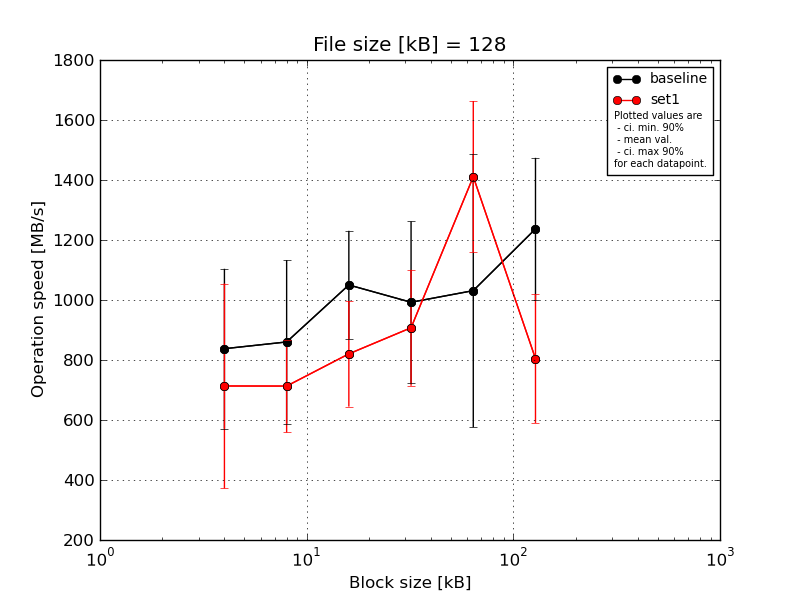 File size [kB] = 128
1800
1600
1400
1200
1000
800
600
400
200
Operation speed [MB/s]
baseline
set1
Plotted values are
- ci. min. 90%
- mean val.
- ci. max 90%
for each datapoint.
10^0 10^1 10^2 10^3
Block size [kB]